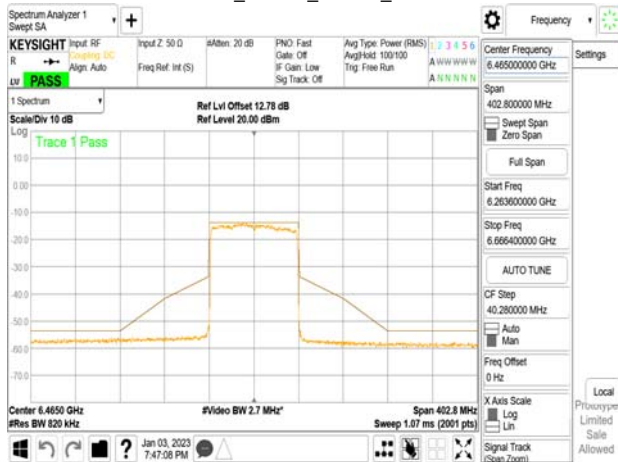 Spectrum Analyzer 1
Swept SA
+
Frequency
KEYSIGHT
R
LV PASS
Input: RF
Coupling: DC
Align: Auto
Input Z: 50 Ω
Freq Ref: Int (S)
#Atten: 20 dB
PNO: Fast
Gate: Off
IF Gain: Low
Sig Track: Off
Avg Type: Power (RMS)
Avg|Hold: 100/100
Trig: Free Run
1 2 3 4 5 6
A W W W W W
A N N N N N
1 Spectrum
Scale/Div 10 dB
Ref Lvl Offset 12.78 dB
Ref Level 20.00 dBm
Log
Trace 1 Pass
10.0
0.00
-10.0
-20.0
-30.0
-40.0
-50.0
-60.0
-70.0
Center 6.4650 GHz
#Res BW 820 kHz
#Video BW 2.7 MHz*
Span 402.8 MHz
Sweep 1.07 ms (2001 pts)
Jan 03, 2023
7:47:08 PM
?
Center Frequency
6.465000000 GHz
Span
402.800000 MHz
Swept Span
Zero Span
Full Span
Start Freq
6.263600000 GHz
Stop Freq
6.666400000 GHz
AUTO TUNE
CF Step
40.280000 MHz
Auto
Man
Freq Offset
0 Hz
X Axis Scale
Log
Lin
Signal Track
(Span Zoom)
Settings
Local
Prototype
Limited
Sale
Allowed